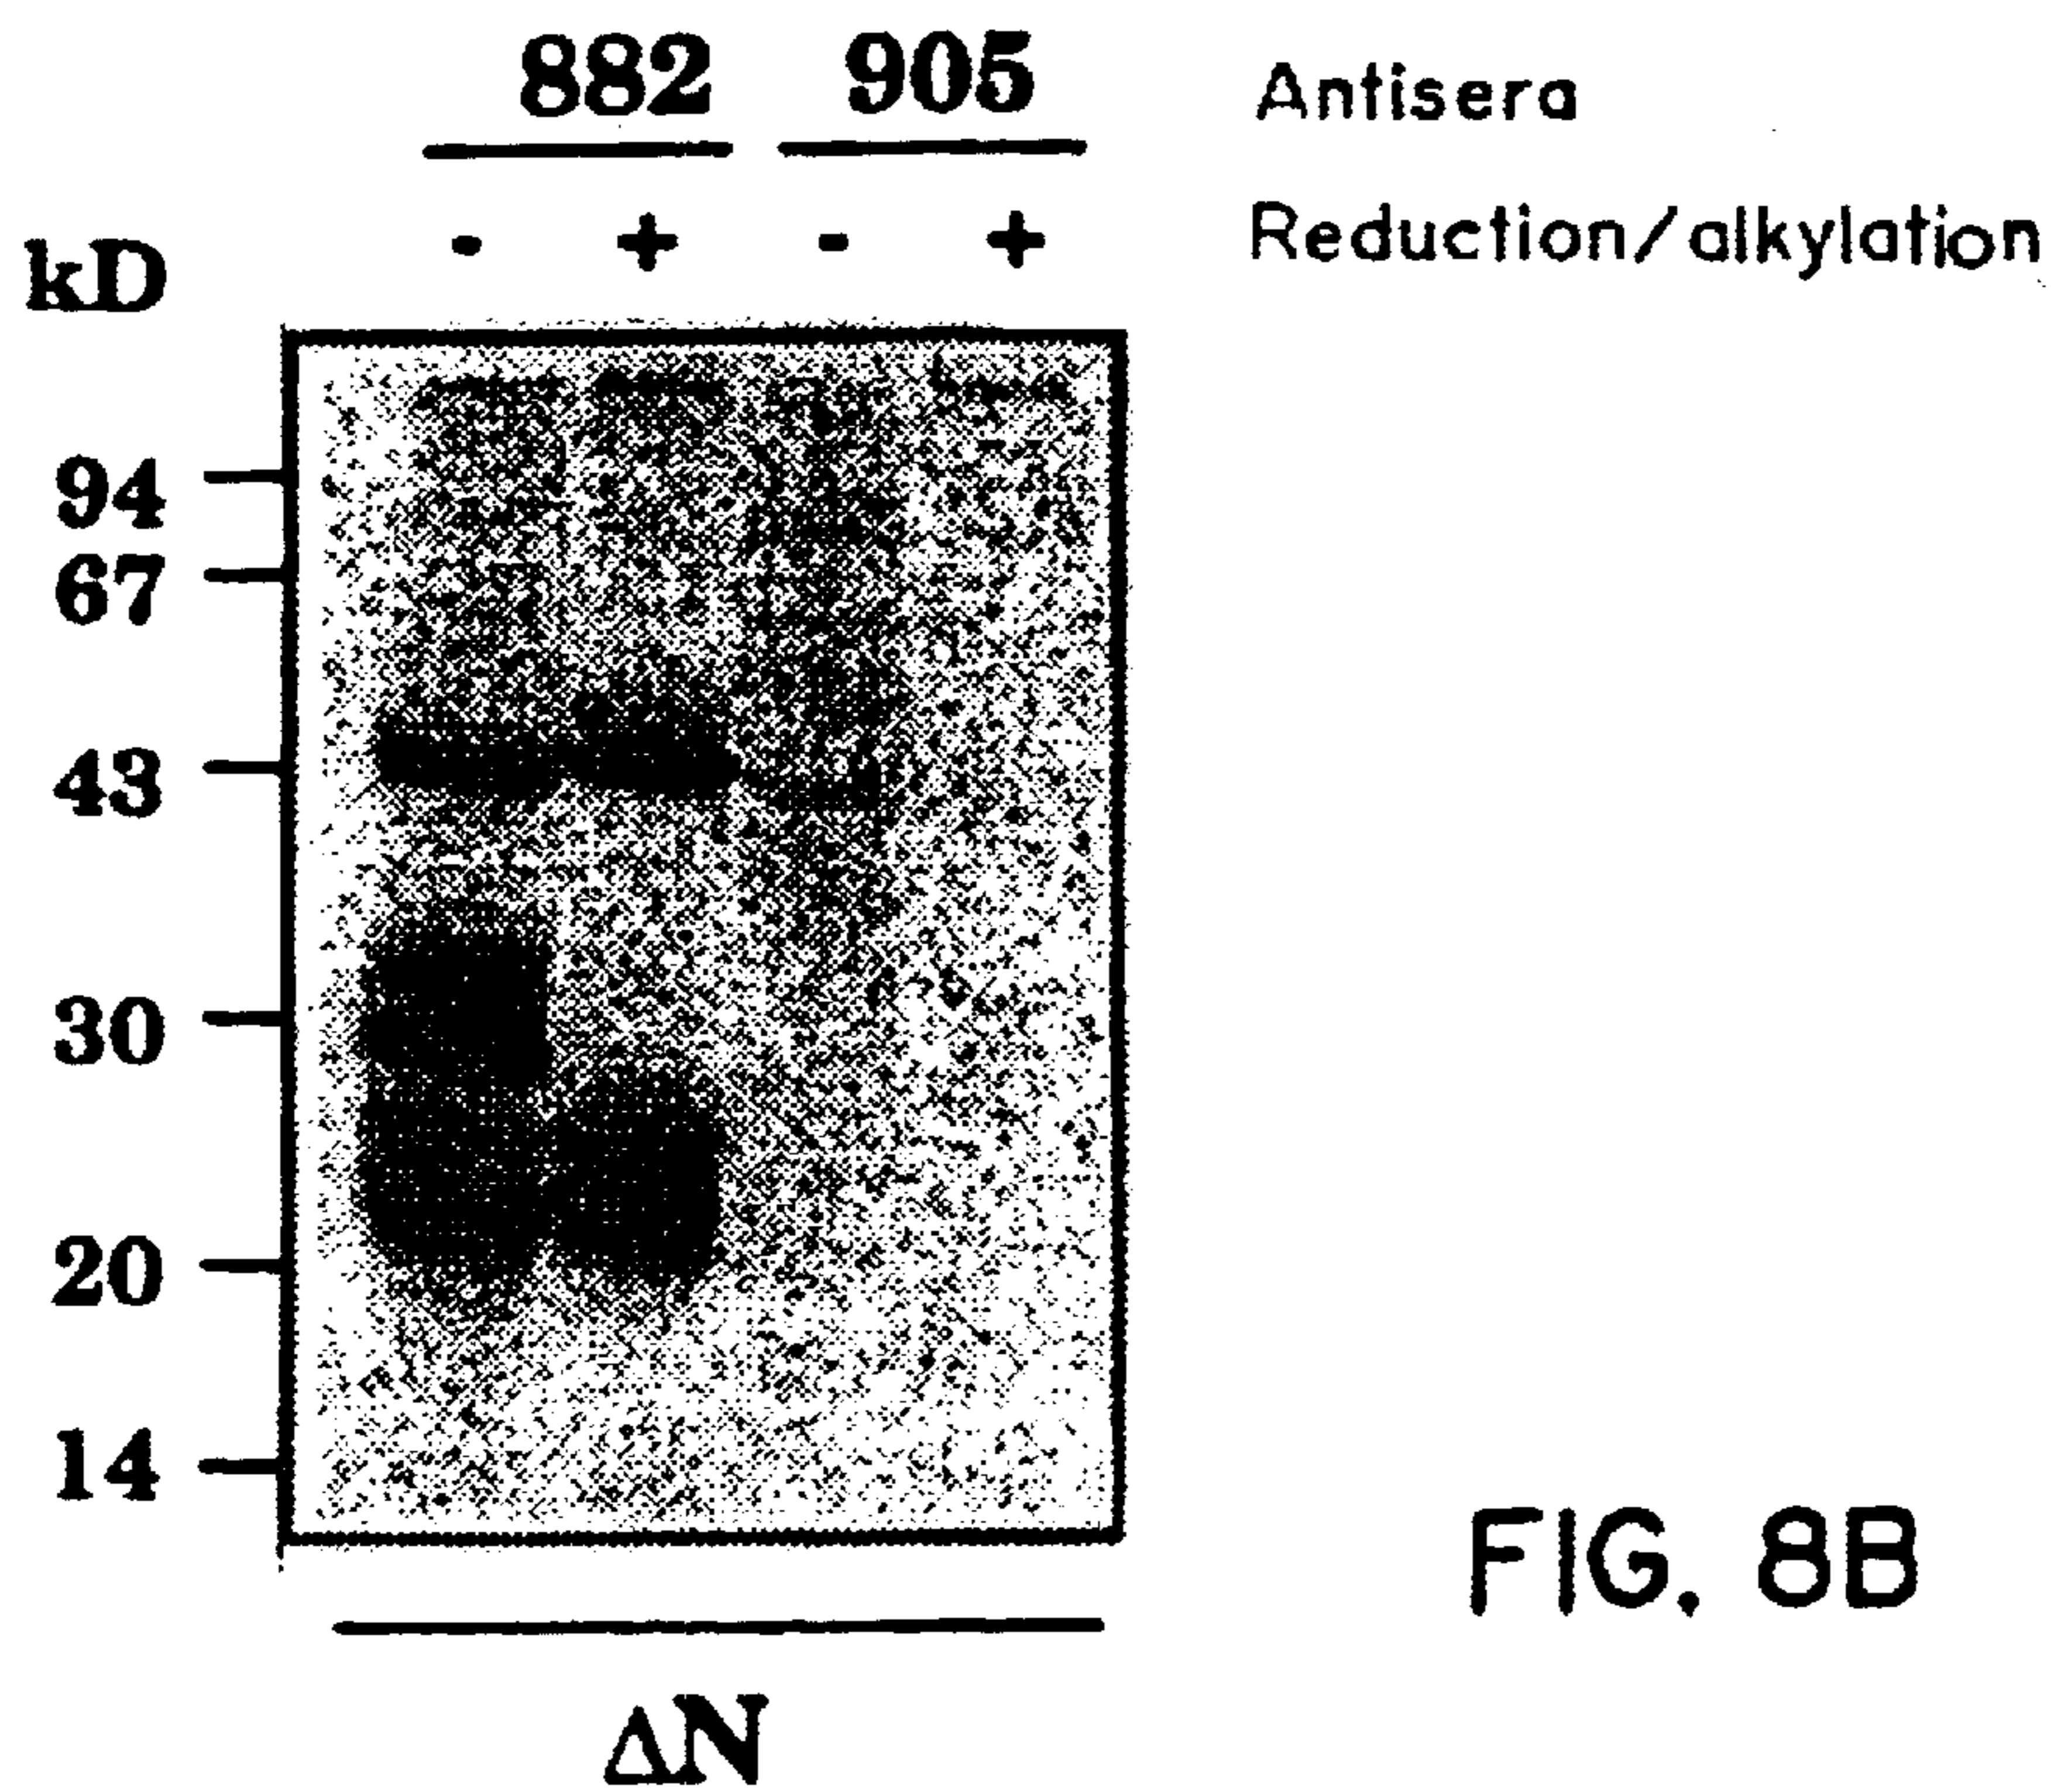 882 905 Antisera
- + - + Reduction/alkylation
kD
94
67
43
30
20
14
FIG. 8B
ΔN